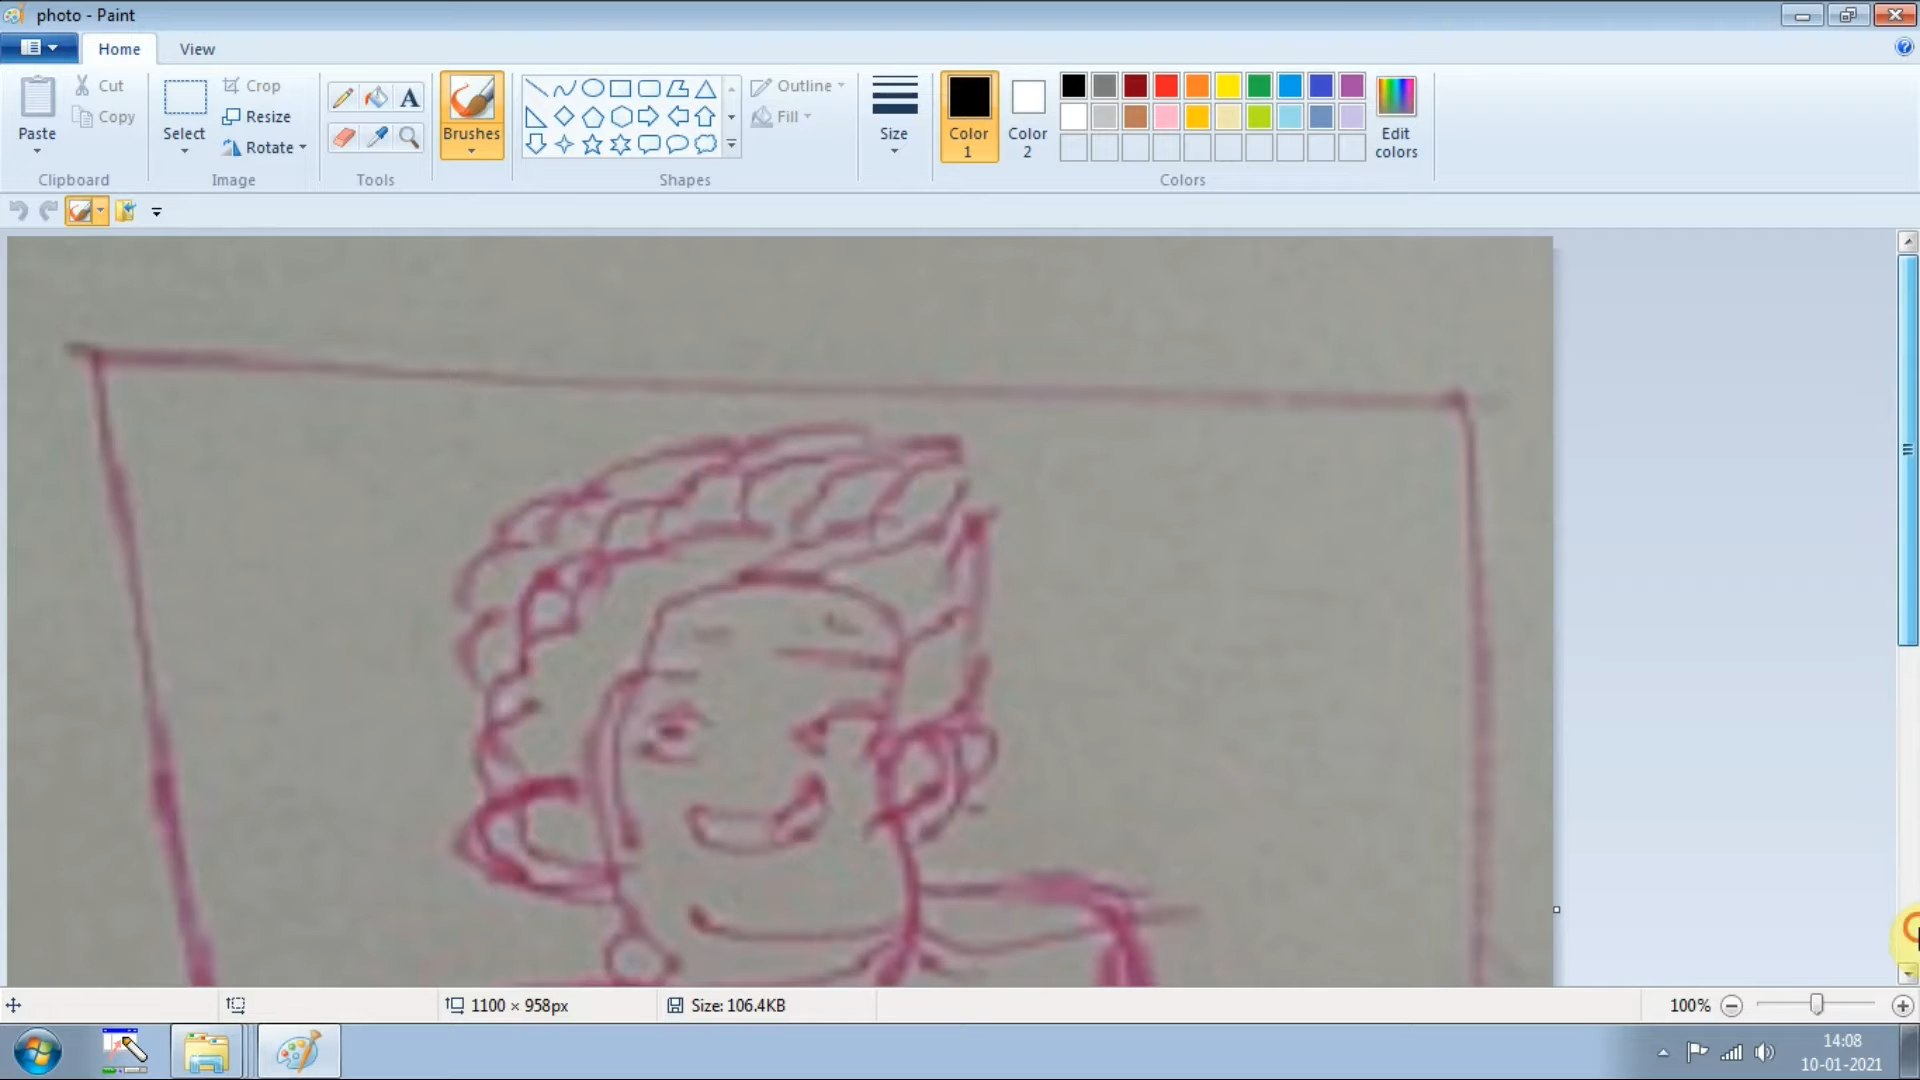 photo - Paint
Home View
Paste Cut Copy
Clipboard
Select Crop Resize Rotate
Image
A
Tools
Brushes
Outline Fill
Shapes
Size
Color 1 Color 2
Edit colors
Colors
1100 × 958px Size: 106.4KB 100%
14:08
10-01-2021